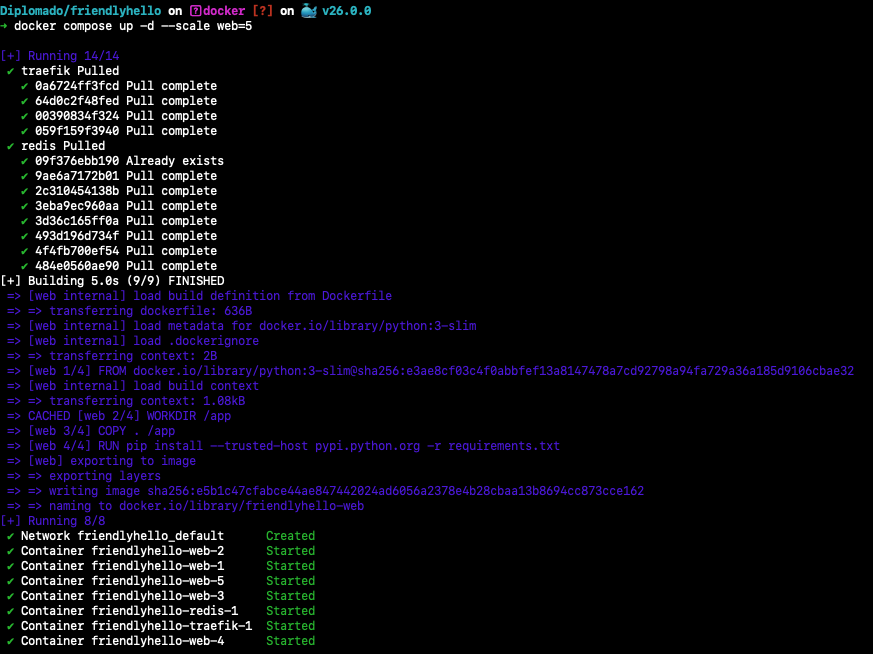 Diplomado/friendlyhello on docker [?] on 🐳 v26.0.0
→ docker compose up -d --scale web=5
[+] Running 14/14
✔ traefik Pulled
✔ 0a6724ff3fcd Pull complete
✔ 64d0c2f48fed Pull complete
✔ 00390834f324 Pull complete
✔ 059f159f3940 Pull complete
✔ redis Pulled
✔ 09f376ebb190 Already exists
✔ 9ae6a7172b01 Pull complete
✔ 2c310454138b Pull complete
✔ 3eba9ec960aa Pull complete
✔ 3d36c165ff0a Pull complete
✔ 493d196d734f Pull complete
✔ 4f4fb700ef54 Pull complete
✔ 484e0560ae90 Pull complete
[+] Building 5.0s (9/9) FINISHED
=> [web internal] load build definition from Dockerfile
=> => transferring dockerfile: 636B
=> [web internal] load metadata for docker.io/library/python:3-slim
=> [web internal] load .dockerignore
=> => transferring context: 2B
=> [web 1/4] FROM docker.io/library/python:3-slim@sha256:e3ae8cf03c4f0abbfef13a8147478a7cd92798a94fa729a36a185d9106cbae32
=> [web internal] load build context
=> => transferring context: 1.08kB
=> CACHED [web 2/4] WORKDIR /app
=> [web 3/4] COPY . /app
=> [web 4/4] RUN pip install --trusted-host pypi.python.org -r requirements.txt
=> [web] exporting to image
=> => exporting layers
=> => writing image sha256:e5b1c47cfabce44ae847442024ad6056a2378e4b28cbaa13b8694cc873cce162
=> => naming to docker.io/library/friendlyhello-web
[+] Running 8/8
✔ Network friendlyhello_default Created
✔ Container friendlyhello-web-2 Started
✔ Container friendlyhello-web-1 Started
✔ Container friendlyhello-web-5 Started
✔ Container friendlyhello-web-3 Started
✔ Container friendlyhello-redis-1 Started
✔ Container friendlyhello-traefik-1 Started
✔ Container friendlyhello-web-4 Started